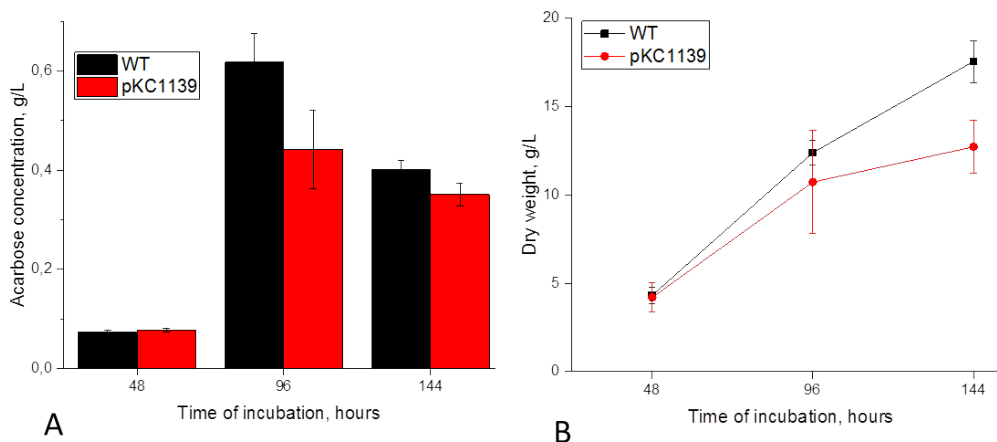 WT
pKC1139
Acarbose concentration, g/L
0,6
0,4
0,2
0,0
48
96
144
Time of incubation, hours
A
WT
pKC1139
Dry weight, g/L
20
15
10
5
0
48
96
144
Time of incubation, hours
B